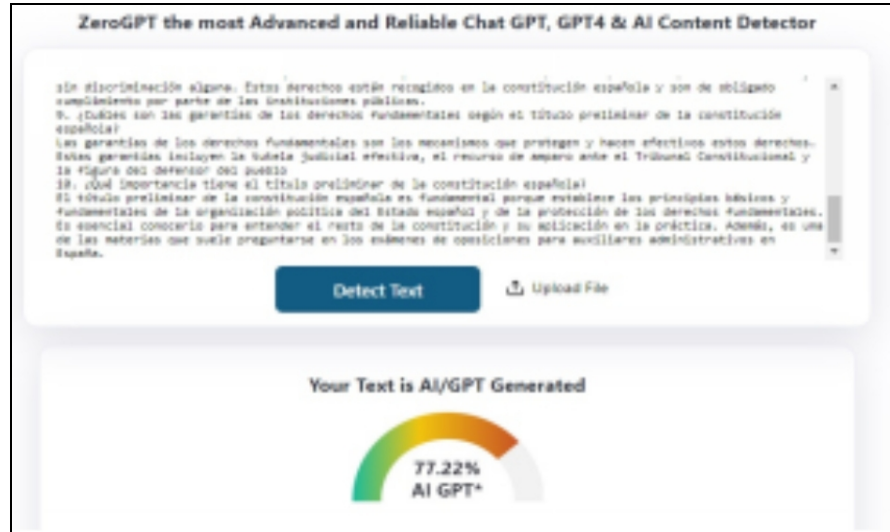 ZeroGPT the most Advanced and Reliable Chat GPT, GPT4 & AI Content Detector
sin discriminación alguna. Estos derechos están recogidos en la constitución española y son de obligado
cumplimiento por parte de las instituciones públicas.
9. ¿Cuáles son las garantías de los derechos fundamentales según el título preliminar de la constitución
española?
Las garantías de los derechos fundamentales son los mecanismos que protegen y hacen efectivos estos derechos.
Estas garantías incluyen la tutela judicial efectiva, el recurso de amparo ante el Tribunal Constitucional y
la figura del defensor del pueblo
10. ¿Qué importancia tiene el título preliminar de la constitución española?
El título preliminar de la constitución española es fundamental porque establece los principios básicos y
fundamentales de la organización política del Estado español y de la protección de los derechos fundamentales.
Es esencial conocerlo para entender el resto de la constitución y su aplicación en la práctica. Además, es una
de las materias que suele preguntarse en los exámenes de oposiciones para auxiliares administrativos en
España.
Detect Text
Upload File
Your Text is AI/GPT Generated
77.22%
AI GPT*